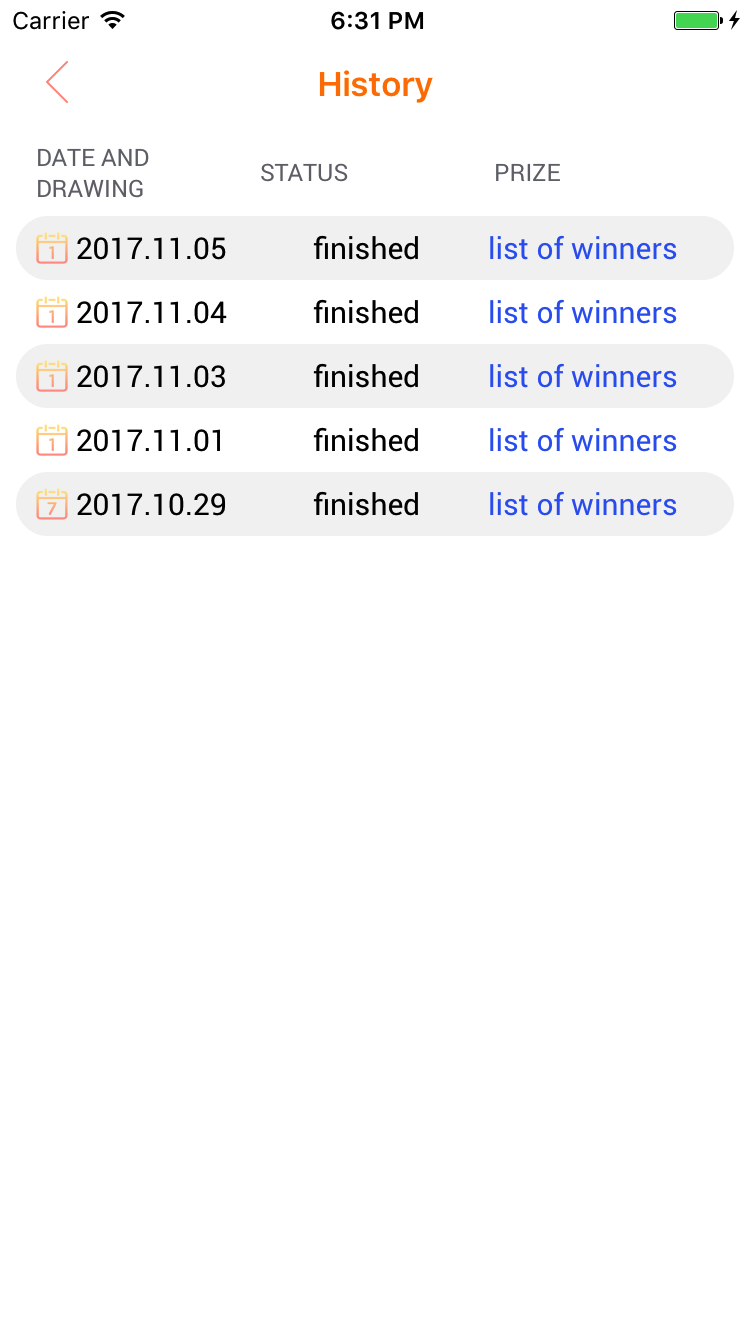 Carrier 6:31 PM
History
DATE AND
DRAWING
STATUS
PRIZE
1 2017.11.05 finished list of winners
1 2017.11.04 finished list of winners
1 2017.11.03 finished list of winners
1 2017.11.01 finished list of winners
7 2017.10.29 finished list of winners